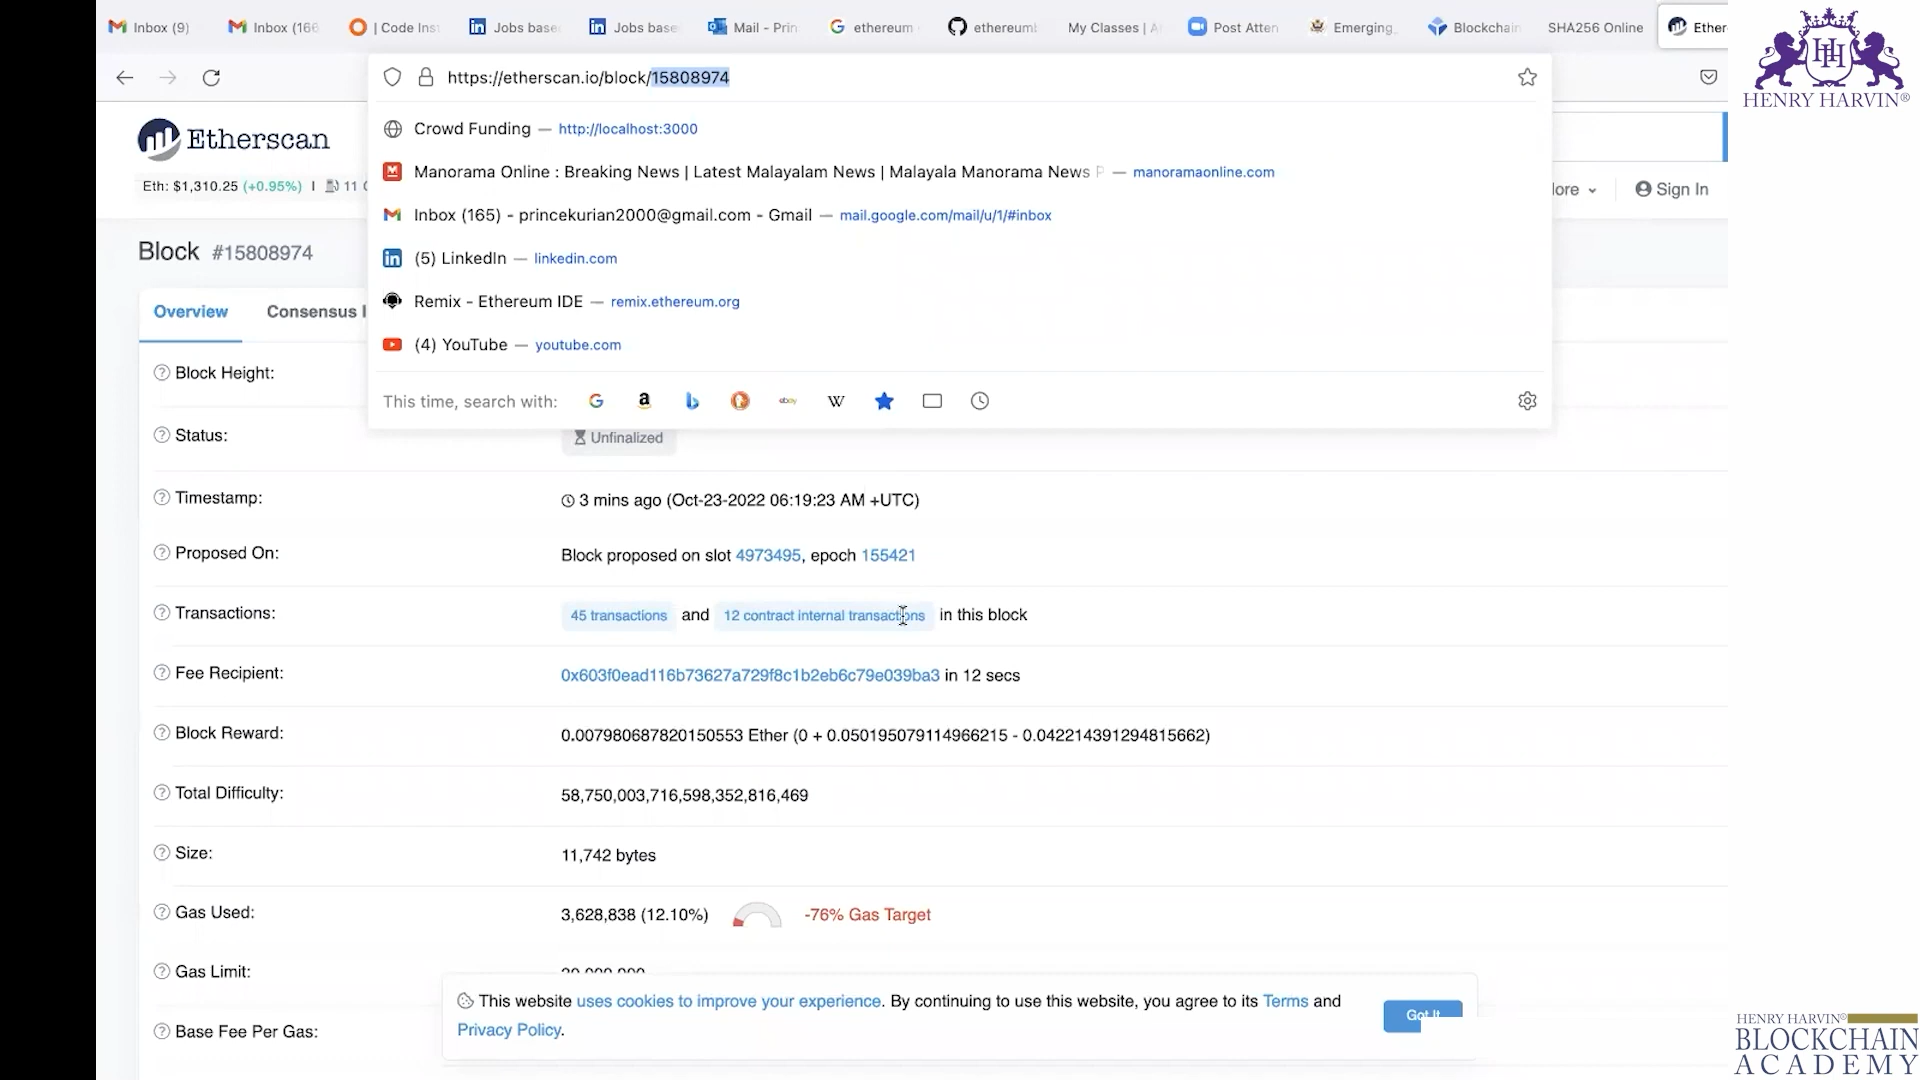 Inbox (9)
Inbox (166
| Code Ins
Jobs base
Jobs base
Mail - Prin
ethereum
ethereum
My Classes | A
Post Atten
Emerging
Blockchain
SHA256 Online
Ether
HENRY HARVIN®
https://etherscan.io/block/15808974
Crowd Funding — http://localhost:3000
Manorama Online : Breaking News | Latest Malayalam News | Malayala Manorama News P — manoramaonline.com
Inbox (165) - princekurian2000@gmail.com - Gmail — mail.google.com/mail/u/1/#inbox
(5) LinkedIn — linkedin.com
Remix - Ethereum IDE — remix.ethereum.org
(4) YouTube — youtube.com
This time, search with:
Etherscan
Eth: $1,310.25 (+0.95%) | 11
lore
Sign In
Block #15808974
Overview
Consensus I
Block Height:
Status: Unfinalized
Timestamp: 3 mins ago (Oct-23-2022 06:19:23 AM +UTC)
Proposed On: Block proposed on slot 4973495, epoch 155421
Transactions: 45 transactions and 12 contract internal transactions in this block
Fee Recipient: 0x603f0ead116b73627a729f8c1b2eb6c79e039ba3 in 12 secs
Block Reward: 0.007980687820150553 Ether (0 + 0.050195079114966215 - 0.042214391294815662)
Total Difficulty: 58,750,003,716,598,352,816,469
Size: 11,742 bytes
Gas Used: 3,628,838 (12.10%) -76% Gas Target
Gas Limit:
Base Fee Per Gas:
This website uses cookies to improve your experience. By continuing to use this website, you agree to its Terms and
Privacy Policy.
Got It
HENRY HARVIN®
BLOCKCHAIN
ACADEMY